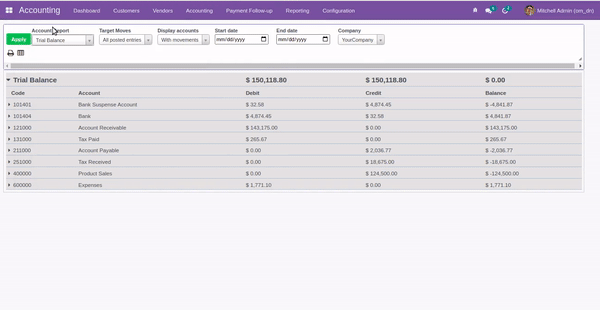 Accounting Dashboard Customers Vendors Accounting Payment Follow-up Reporting Configuration Mitchell Admin (om_dn)
Target Moves Display accounts Start date End date Company
Apply Trial Balance All posted entries With movements mm/dd/yyyy mm/dd/yyyy YourCompany
Trial Balance $ 150,118.80 $ 150,118.80 $ 0.00
Code Account Debit Credit Balance
101401 Bank Suspense Account $ 32.58 $ 4,874.45 $ -4,841.87
101404 Bank $ 4,874.45 $ 32.58 $ 4,841.87
121000 Account Receivable $ 143,175.00 $ 0.00 $ 143,175.00
131000 Tax Paid $ 265.67 $ 0.00 $ 265.67
211000 Account Payable $ 0.00 $ 2,036.77 $ -2,036.77
251000 Tax Received $ 0.00 $ 18,675.00 $ -18,675.00
400000 Product Sales $ 0.00 $ 124,500.00 $ -124,500.00
600000 Expenses $ 1,771.10 $ 0.00 $ 1,771.10